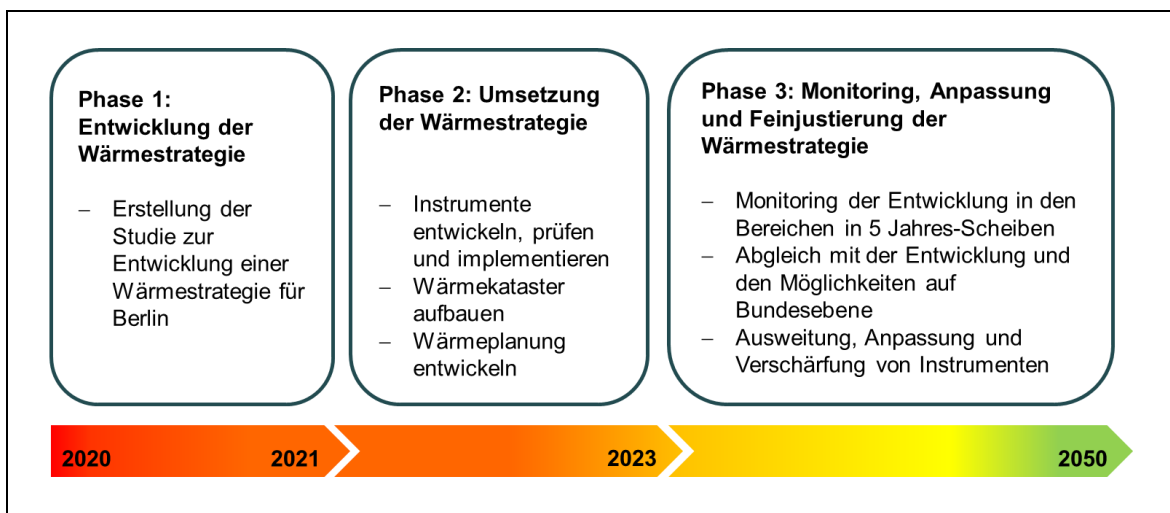 Phase 1:
Entwicklung der
Wärmestrategie
– Erstellung der
Studie zur
Entwicklung einer
Wärmestrategie für
Berlin
Phase 2: Umsetzung
der Wärmestrategie
– Instrumente
entwickeln, prüfen
und implementieren
– Wärmekataster
aufbauen
– Wärmeplanung
entwickeln
Phase 3: Monitoring, Anpassung
und Feinjustierung der
Wärmestrategie
– Monitoring der Entwicklung in den
Bereichen in 5 Jahres-Scheiben
– Abgleich mit der Entwicklung und
den Möglichkeiten auf
Bundesebene
– Ausweitung, Anpassung und
Verschärfung von Instrumenten
2020 2021 2023 2050